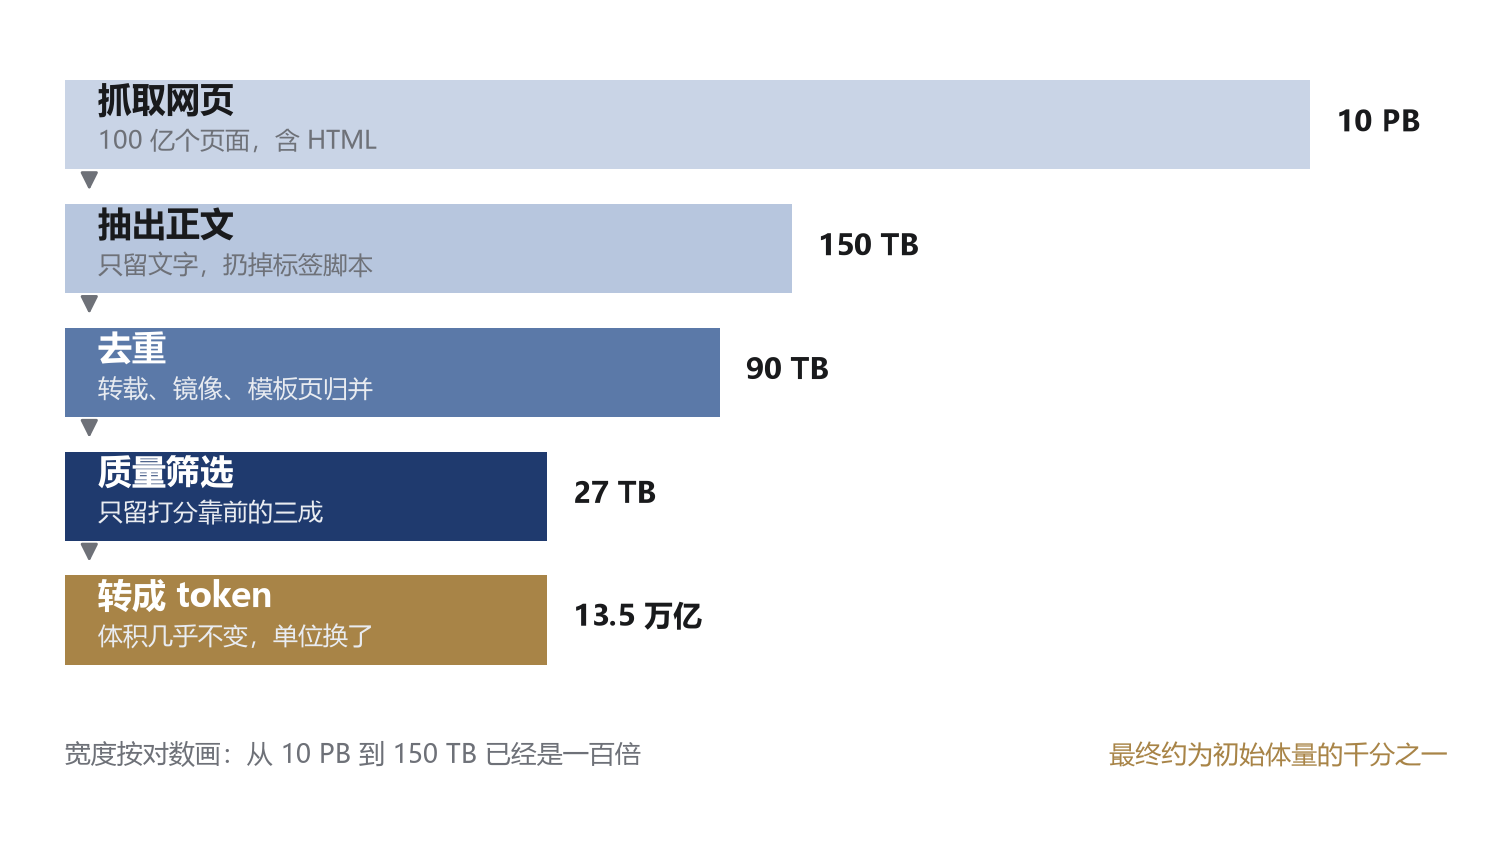 抓取网页
100 亿个页面，含 HTML
10 PB
抽出正文
只留文字，扔掉标签脚本
150 TB
去重
转载、镜像、模板页归并
90 TB
质量筛选
只留打分靠前的三成
27 TB
转成 token
体积几乎不变，单位换了
13.5 万亿
宽度按对数画：从 10 PB 到 150 TB 已经是一百倍
最终约为初始体量的千分之一